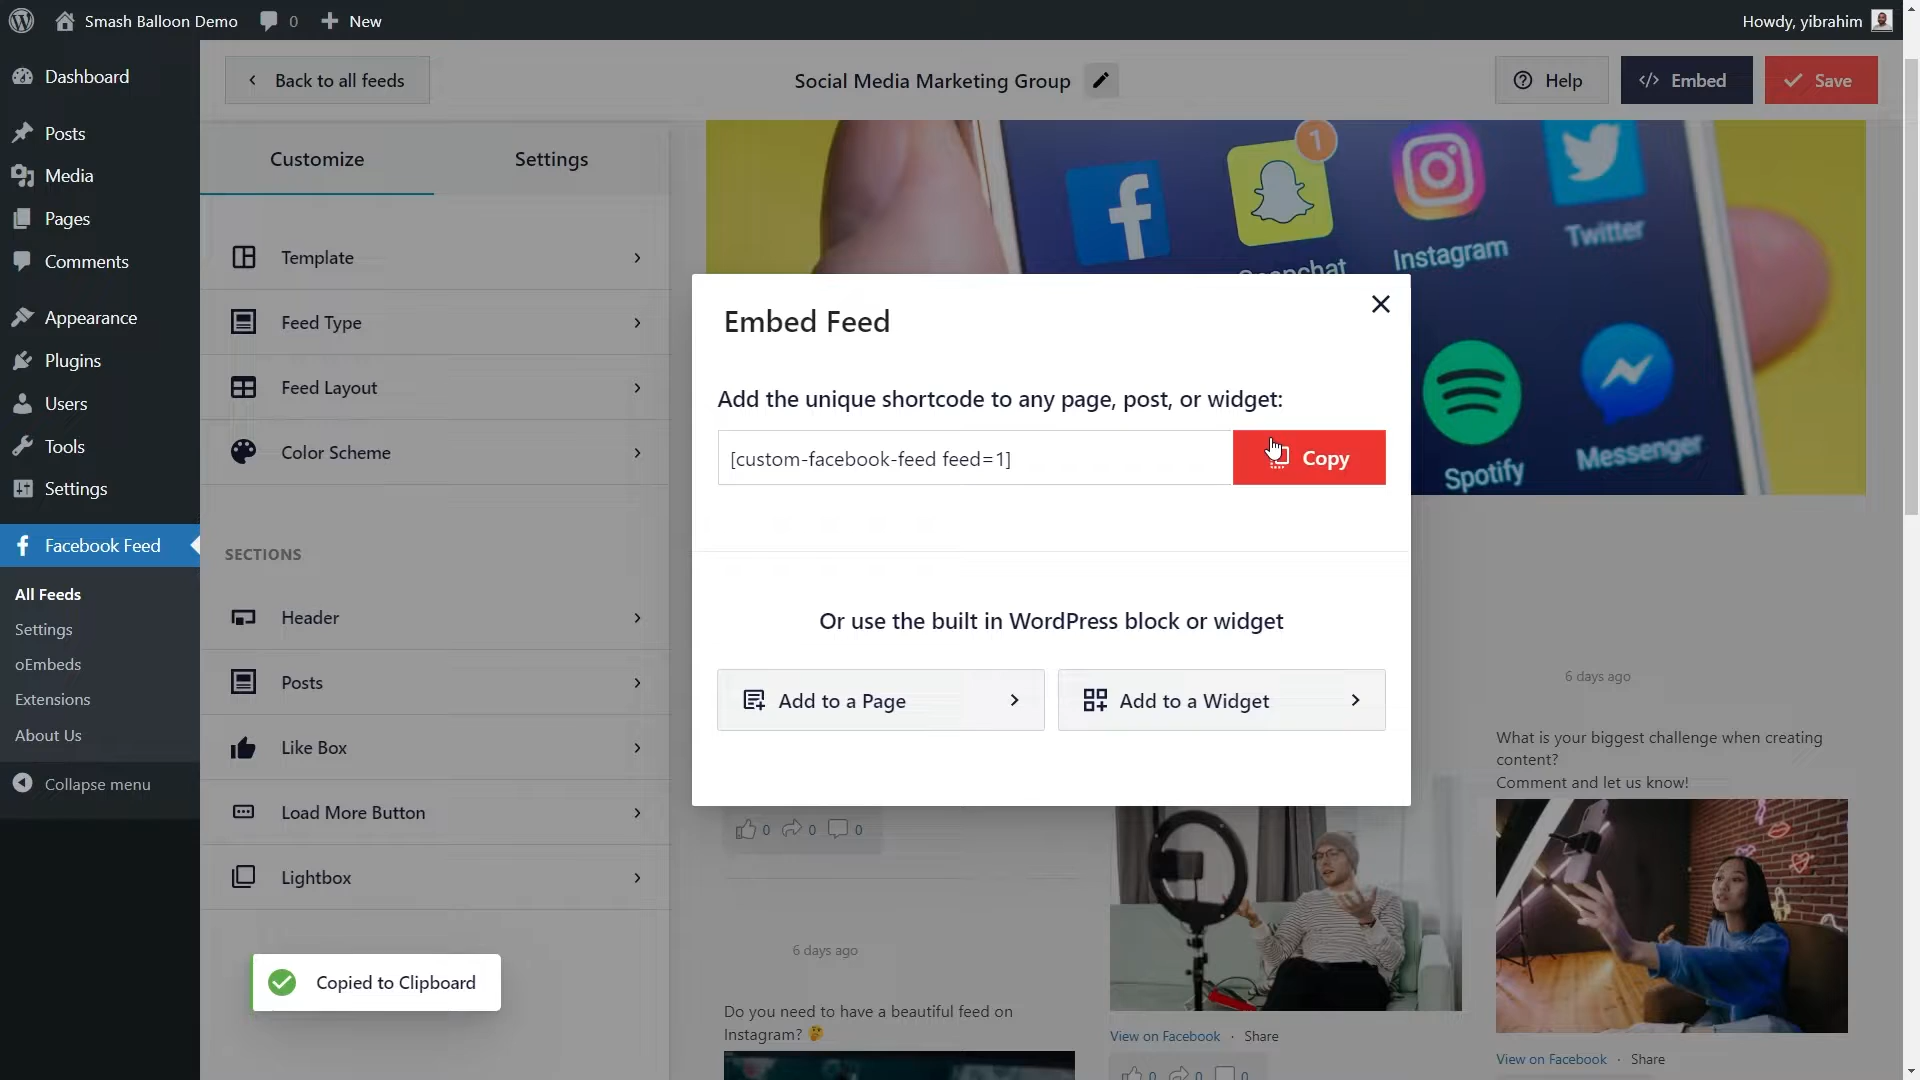 Smash Balloon Demo
0
New
Howdy, yibrahim
Dashboard
Posts
Media
Pages
Comments
Appearance
Plugins
Users
Tools
Settings
Facebook Feed
All Feeds
Settings
oEmbeds
Extensions
About Us
Collapse menu
Back to all feeds
Social Media Marketing Group
Help
Embed
Save
Customize
Settings
Template
Feed Type
Feed Layout
Color Scheme
SECTIONS
Header
Posts
Like Box
Load More Button
Lightbox
Copied to Clipboard
1
Snapchat
Instagram
Twitter
Spotify
Messenger
Embed Feed
Add the unique shortcode to any page, post, or widget:
[custom-facebook-feed feed=1]
Copy
Or use the built in WordPress block or widget
Add to a Page
Add to a Widget
0 0 0
6 days ago
Do you need to have a beautiful feed on
Instagram? 🤔
View on Facebook · Share
0 0 0
6 days ago
What is your biggest challenge when creating
content?
Comment and let us know!
View on Facebook · Share